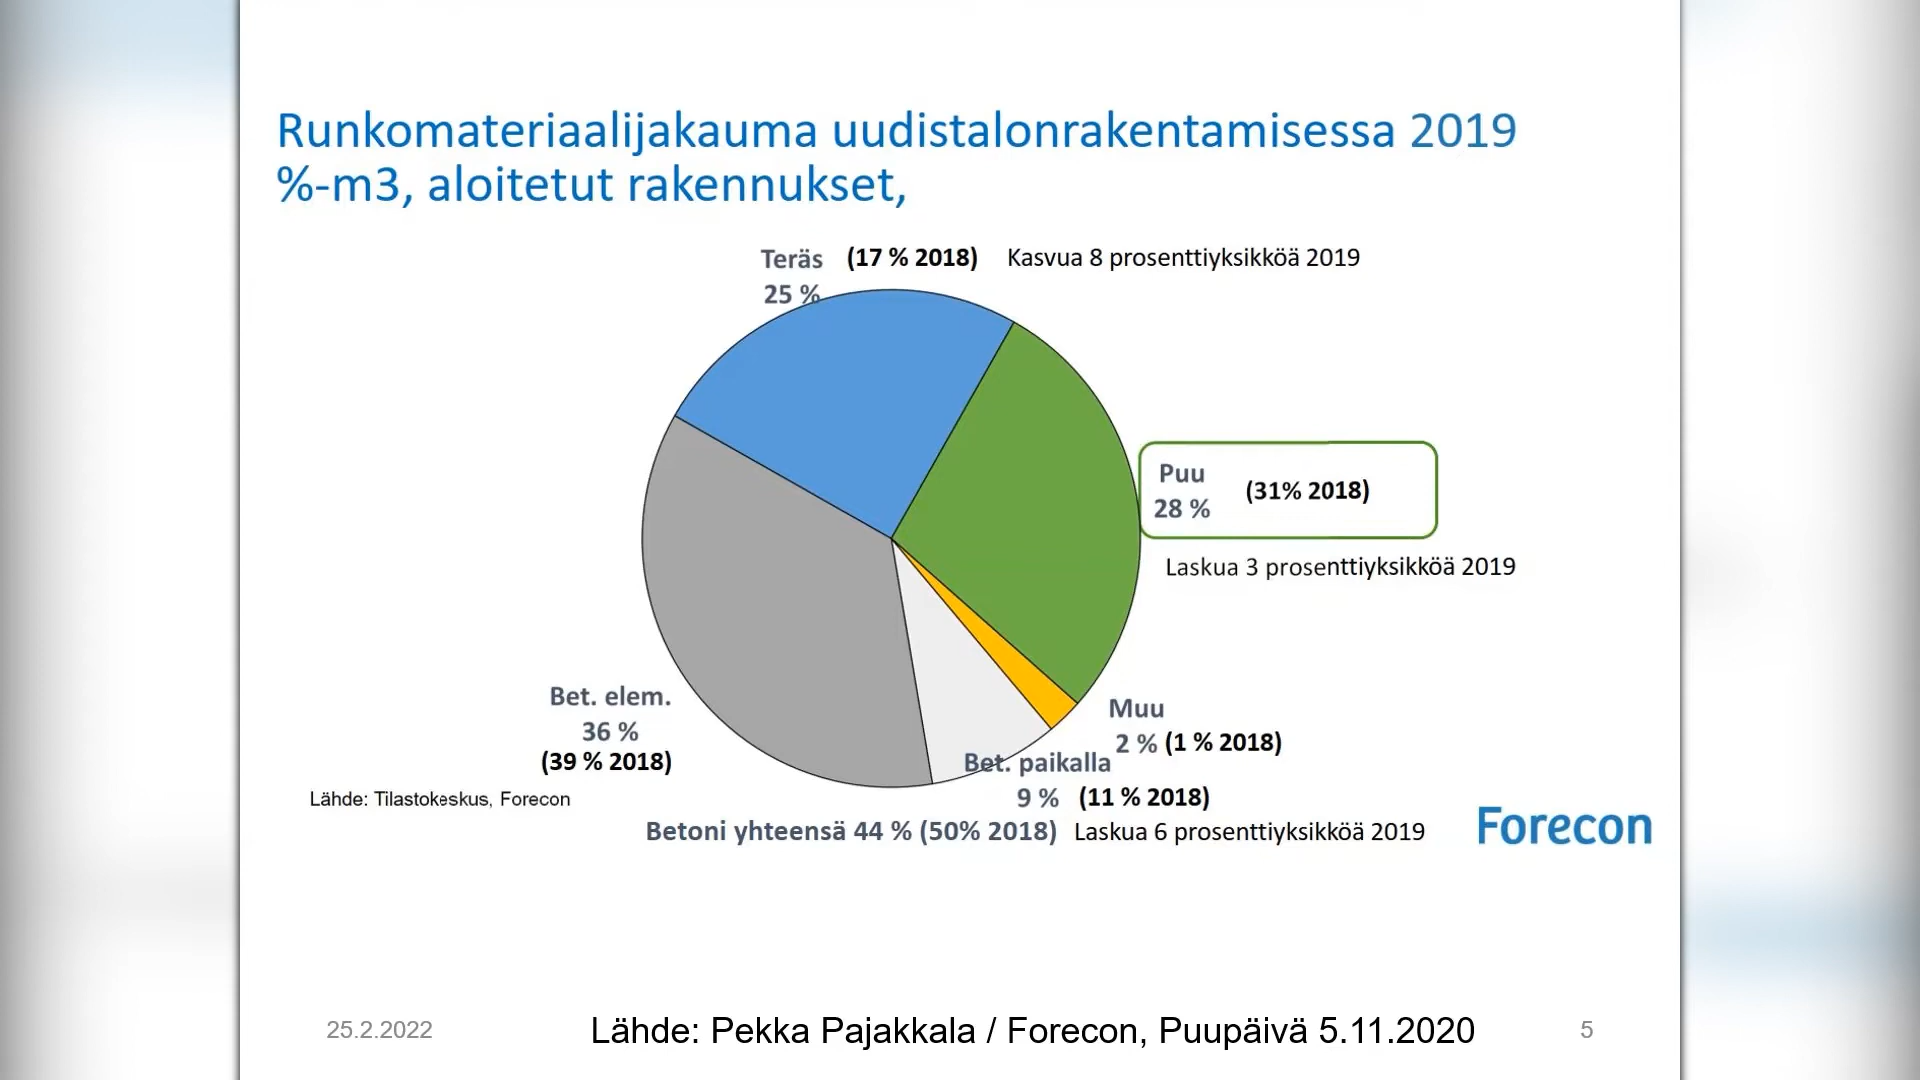 Runkomateriaalijakauma uudistalonrakentamisessa 2019
%-m3, aloitetut rakennukset,
Teräs (17 % 2018) Kasvua 8 prosenttiyksikköä 2019
25 %
Puu
28 % (31% 2018)
Laskua 3 prosenttiyksikköä 2019
Bet. elem.
36 %
(39 % 2018)
Muu
2 % (1 % 2018)
Bet. paikalla
9 % (11 % 2018)
Lähde: Tilastokeskus, Forecon
Betoni yhteensä 44 % (50% 2018) Laskua 6 prosenttiyksikköä 2019
Forecon
25.2.2022
Lähde: Pekka Pajakkala / Forecon, Puupäivä 5.11.2020
5